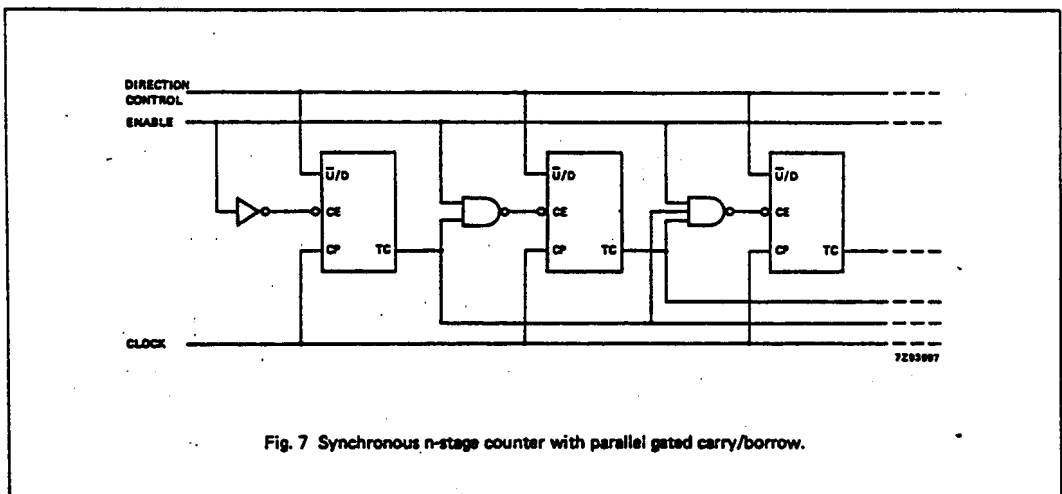 DIRECTION
CONTROL
ENABLE
U̅/D
U̅/D
U̅/D
CE
CE
CE
CP
TC
CP
TC
CP
TC
CLOCK
7Z93997
Fig. 7 Synchronous n-stage counter with parallel gated carry/borrow.